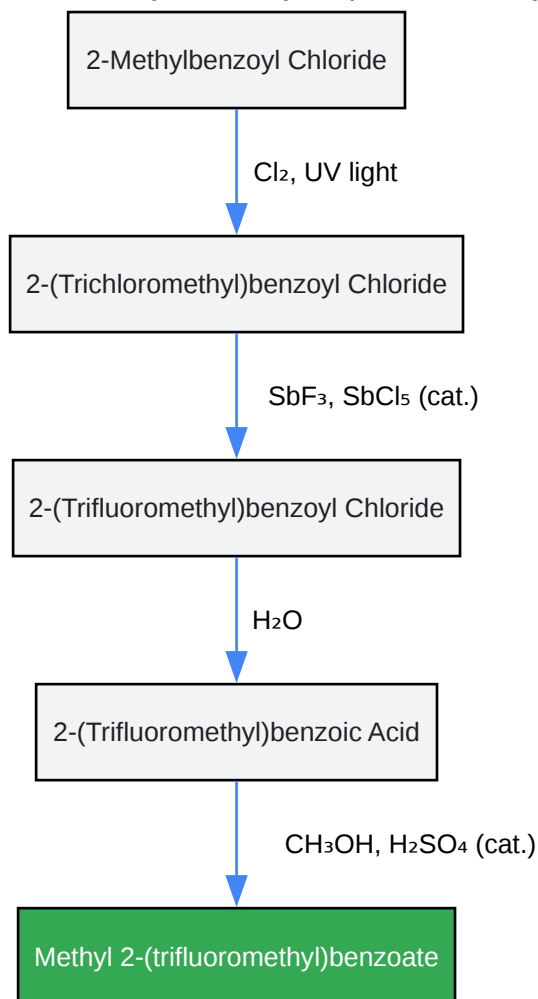 2-Methylbenzoyl Chloride
Cl₂, UV light
2-(Trichloromethyl)benzoyl Chloride
SbF₃, SbCl₅ (cat.)
2-(Trifluoromethyl)benzoyl Chloride
H₂O
2-(Trifluoromethyl)benzoic Acid
CH₃OH, H₂SO₄ (cat.)
Methyl 2-(trifluoromethyl)benzoate